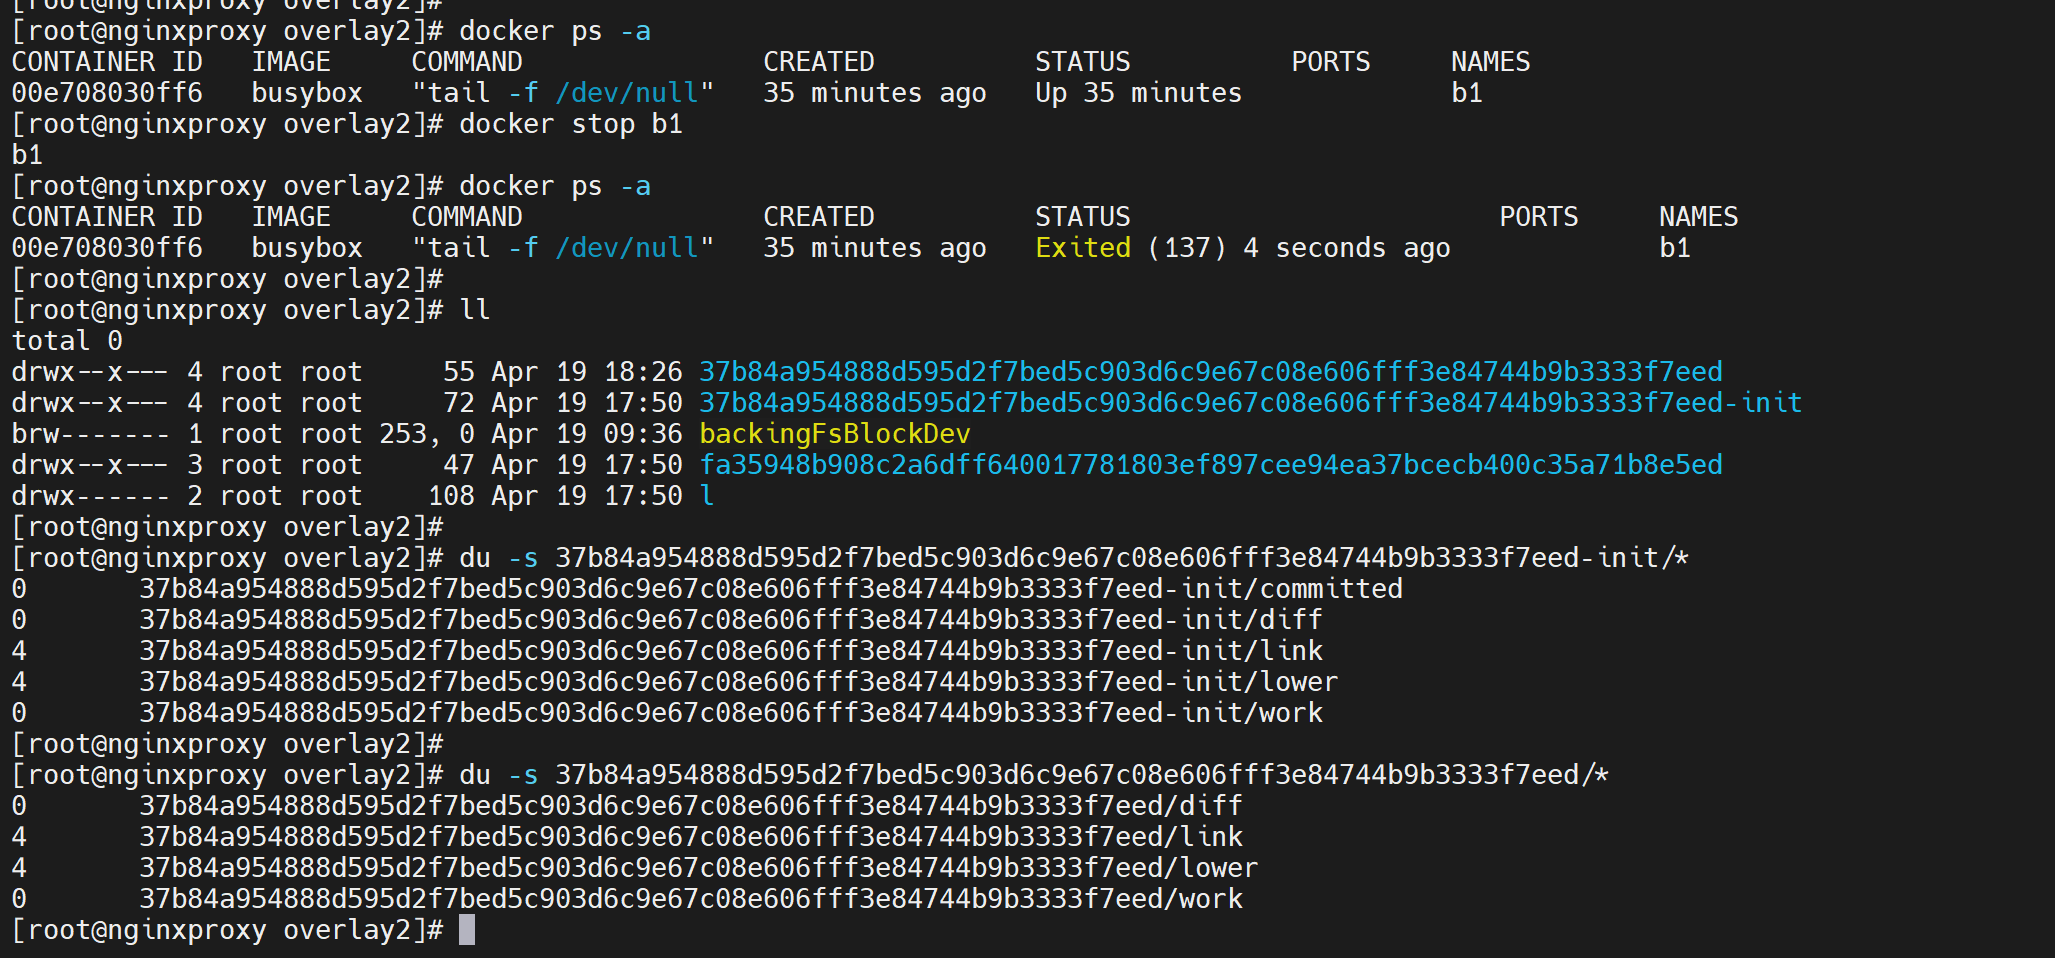 [root@nginxproxy overlay2]#
[root@nginxproxy overlay2]# docker ps -a
CONTAINER ID   IMAGE     COMMAND               CREATED          STATUS          PORTS     NAMES
00e708030ff6   busybox   "tail -f /dev/null"   35 minutes ago   Up 35 minutes             b1
[root@nginxproxy overlay2]# docker stop b1
b1
[root@nginxproxy overlay2]# docker ps -a
CONTAINER ID   IMAGE     COMMAND               CREATED          STATUS                       PORTS     NAMES
00e708030ff6   busybox   "tail -f /dev/null"   35 minutes ago   Exited (137) 4 seconds ago             b1
[root@nginxproxy overlay2]#
[root@nginxproxy overlay2]# ll
total 0
drwx--x--- 4 root root     55 Apr 19 18:26 37b84a954888d595d2f7bed5c903d6c9e67c08e606fff3e84744b9b3333f7eed
drwx--x--- 4 root root     72 Apr 19 17:50 37b84a954888d595d2f7bed5c903d6c9e67c08e606fff3e84744b9b3333f7eed-init
brw------- 1 root root 253, 0 Apr 19 09:36 backingFsBlockDev
drwx--x--- 3 root root     47 Apr 19 17:50 fa35948b908c2a6dff640017781803ef897cee94ea37bcecb400c35a71b8e5ed
drwx------ 2 root root    108 Apr 19 17:50 l
[root@nginxproxy overlay2]#
[root@nginxproxy overlay2]# du -s 37b84a954888d595d2f7bed5c903d6c9e67c08e606fff3e84744b9b3333f7eed-init/*
0       37b84a954888d595d2f7bed5c903d6c9e67c08e606fff3e84744b9b3333f7eed-init/committed
0       37b84a954888d595d2f7bed5c903d6c9e67c08e606fff3e84744b9b3333f7eed-init/diff
4       37b84a954888d595d2f7bed5c903d6c9e67c08e606fff3e84744b9b3333f7eed-init/link
4       37b84a954888d595d2f7bed5c903d6c9e67c08e606fff3e84744b9b3333f7eed-init/lower
0       37b84a954888d595d2f7bed5c903d6c9e67c08e606fff3e84744b9b3333f7eed-init/work
[root@nginxproxy overlay2]#
[root@nginxproxy overlay2]# du -s 37b84a954888d595d2f7bed5c903d6c9e67c08e606fff3e84744b9b3333f7eed/*
0       37b84a954888d595d2f7bed5c903d6c9e67c08e606fff3e84744b9b3333f7eed/diff
4       37b84a954888d595d2f7bed5c903d6c9e67c08e606fff3e84744b9b3333f7eed/link
4       37b84a954888d595d2f7bed5c903d6c9e67c08e606fff3e84744b9b3333f7eed/lower
0       37b84a954888d595d2f7bed5c903d6c9e67c08e606fff3e84744b9b3333f7eed/work
[root@nginxproxy overlay2]#